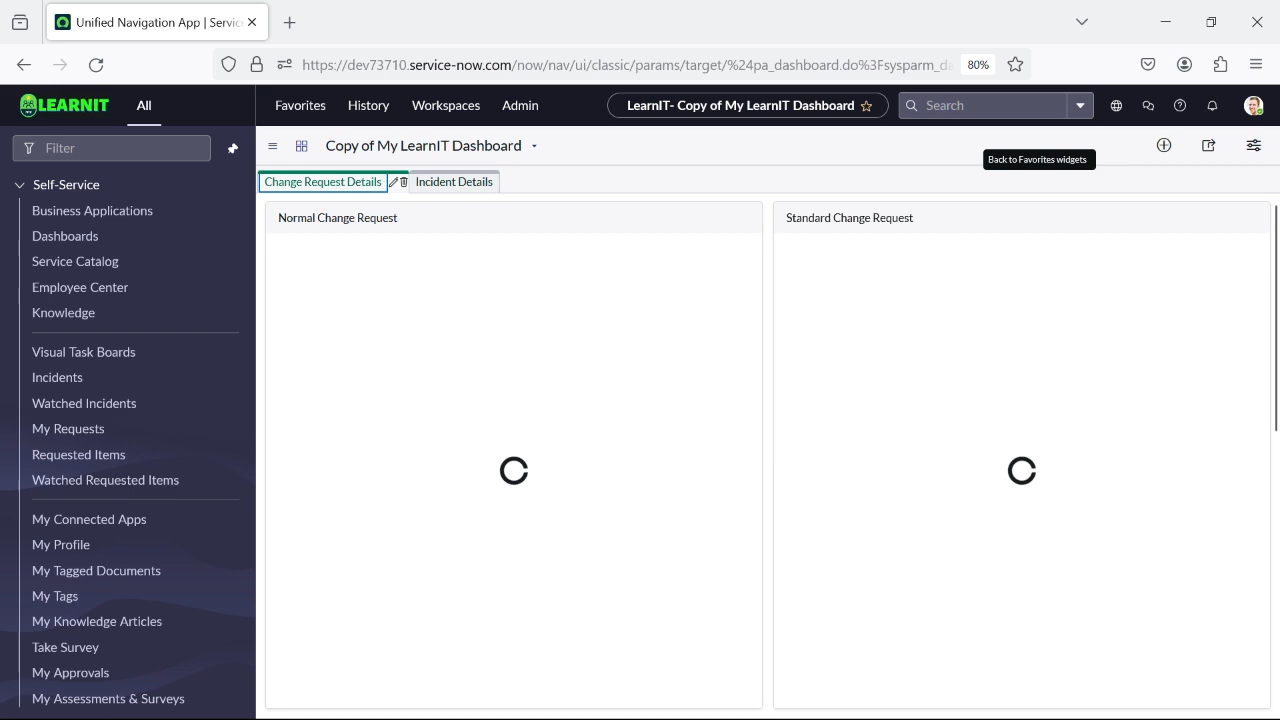 Unified Navigation App | Servic
https://dev73710.service-now.com/now/nav/ui/classic/params/target/%24pa_dashboard.do%3Fsysparm_da
80%
LEARNIT
All
Favorites
History
Workspaces
Admin
LearnIT- Copy of My LearnIT Dashboard
Search
Filter
Copy of My LearnIT Dashboard
Back to Favorites widgets
Change Request Details
Incident Details
Self-Service
Business Applications
Dashboards
Service Catalog
Employee Center
Knowledge
Visual Task Boards
Incidents
Watched Incidents
My Requests
Requested Items
Watched Requested Items
My Connected Apps
My Profile
My Tagged Documents
My Tags
My Knowledge Articles
Take Survey
My Approvals
My Assessments & Surveys
Normal Change Request
Standard Change Request